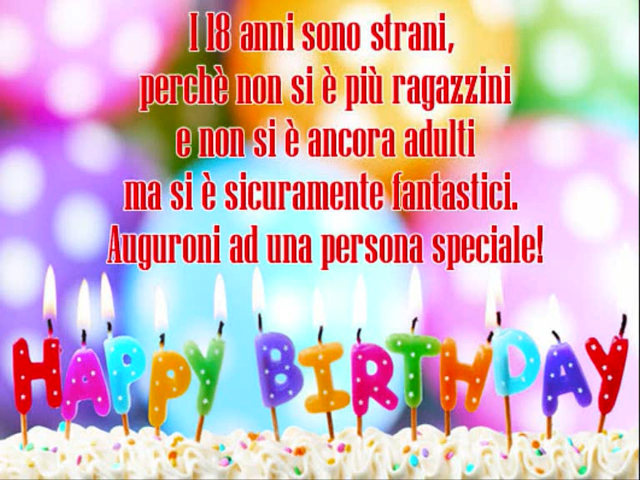 I 18 anni sono strani,
perchè non si è più ragazzini
e non si è ancora adulti
ma si è sicuramente fantastici.
Auguroni ad una persona speciale!
HAPPY BIRTHDAY